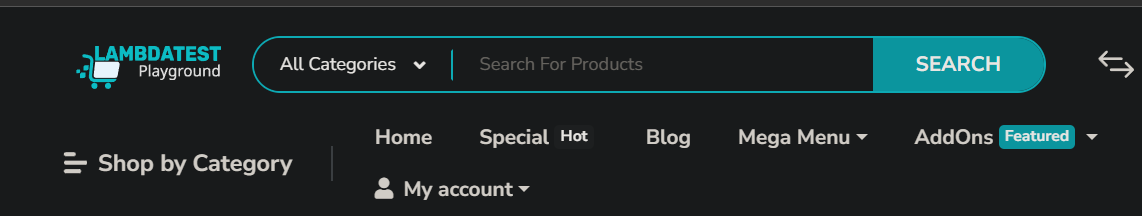 LAMBDATEST
Playground
All Categories
Search For Products
SEARCH
Shop by Category
Home
Special Hot
Blog
Mega Menu
AddOns Featured
My account